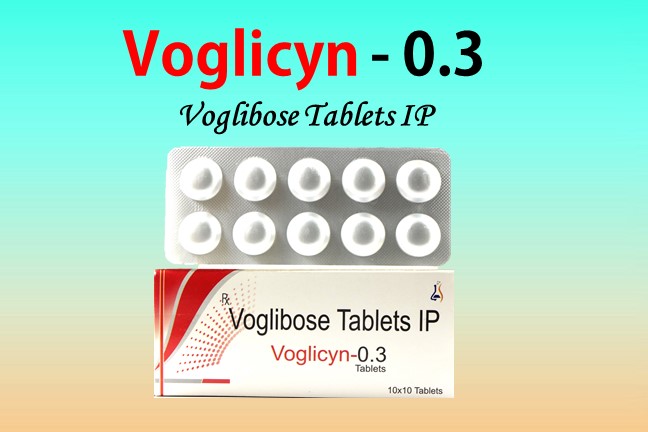 Voglicyn - 0.3
Voglibose Tablets IP
Rx
Voglibose Tablets IP
Voglicyn-0.3
Tablets
10x10 Tablets